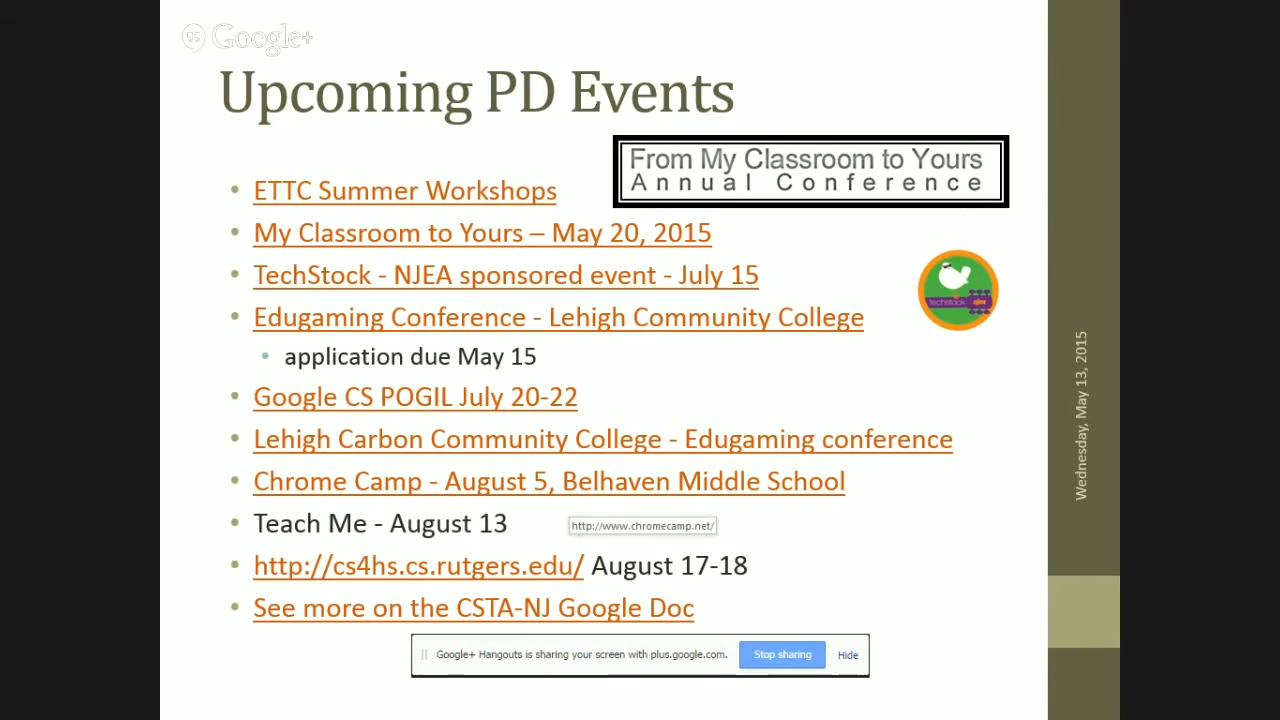 Google+
Upcoming PD Events
From My Classroom to Yours
Annual Conference
ETTC Summer Workshops
My Classroom to Yours – May 20, 2015
TechStock - NJEA sponsored event - July 15
techstock njea
Edugaming Conference - Lehigh Community College
application due May 15
Google CS POGIL July 20-22
Lehigh Carbon Community College - Edugaming conference
Chrome Camp - August 5, Belhaven Middle School
Teach Me - August 13
http://www.chromecamp.net/
http://cs4hs.cs.rutgers.edu/ August 17-18
See more on the CSTA-NJ Google Doc
Google+ Hangouts is sharing your screen with plus.google.com. Stop sharing Hide
Wednesday, May 13, 2015